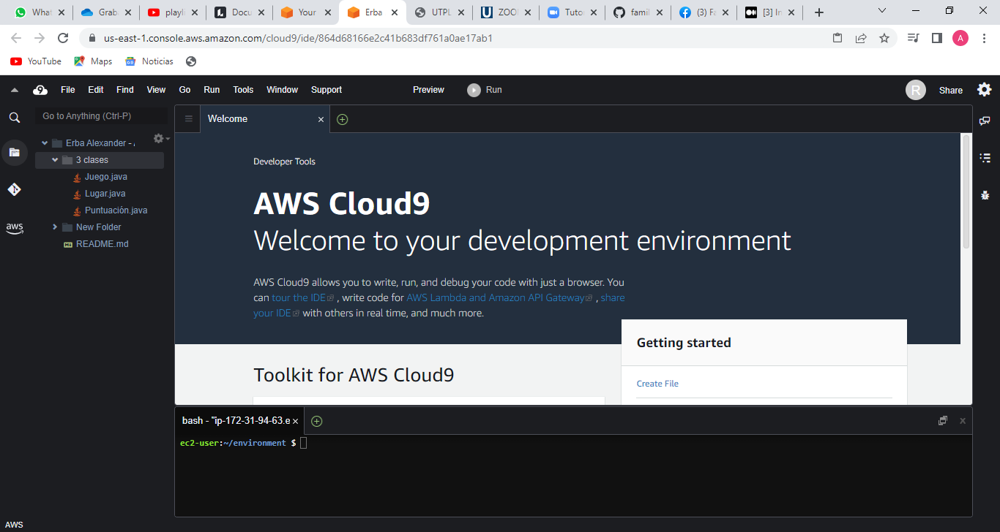 What
Grab
playli
Docu
Your
Erba
UTPL
ZOO
Tuto
famil
(3) Fa
[3] In
us-east-1.console.aws.amazon.com/cloud9/ide/864d68166e2c41b683df761a0ae17ab1
A
YouTube Maps Noticias
9 File Edit Find View Go Run Tools Window Support Preview Run R Share
Go to Anything (Ctrl-P)
Welcome
Erba Alexander -
3 clases
Juego.java
Lugar.java
Puntuación.java
New Folder
README.md
aws
Developer Tools
AWS Cloud9
Welcome to your development environment
AWS Cloud9 allows you to write, run, and debug your code with just a browser. You
can tour the IDE , write code for AWS Lambda and Amazon API Gateway , share
your IDE with others in real time, and much more.
Getting started
Create File
Toolkit for AWS Cloud9
bash - "ip-172-31-94-63.e
ec2-user:~/environment $
AWS